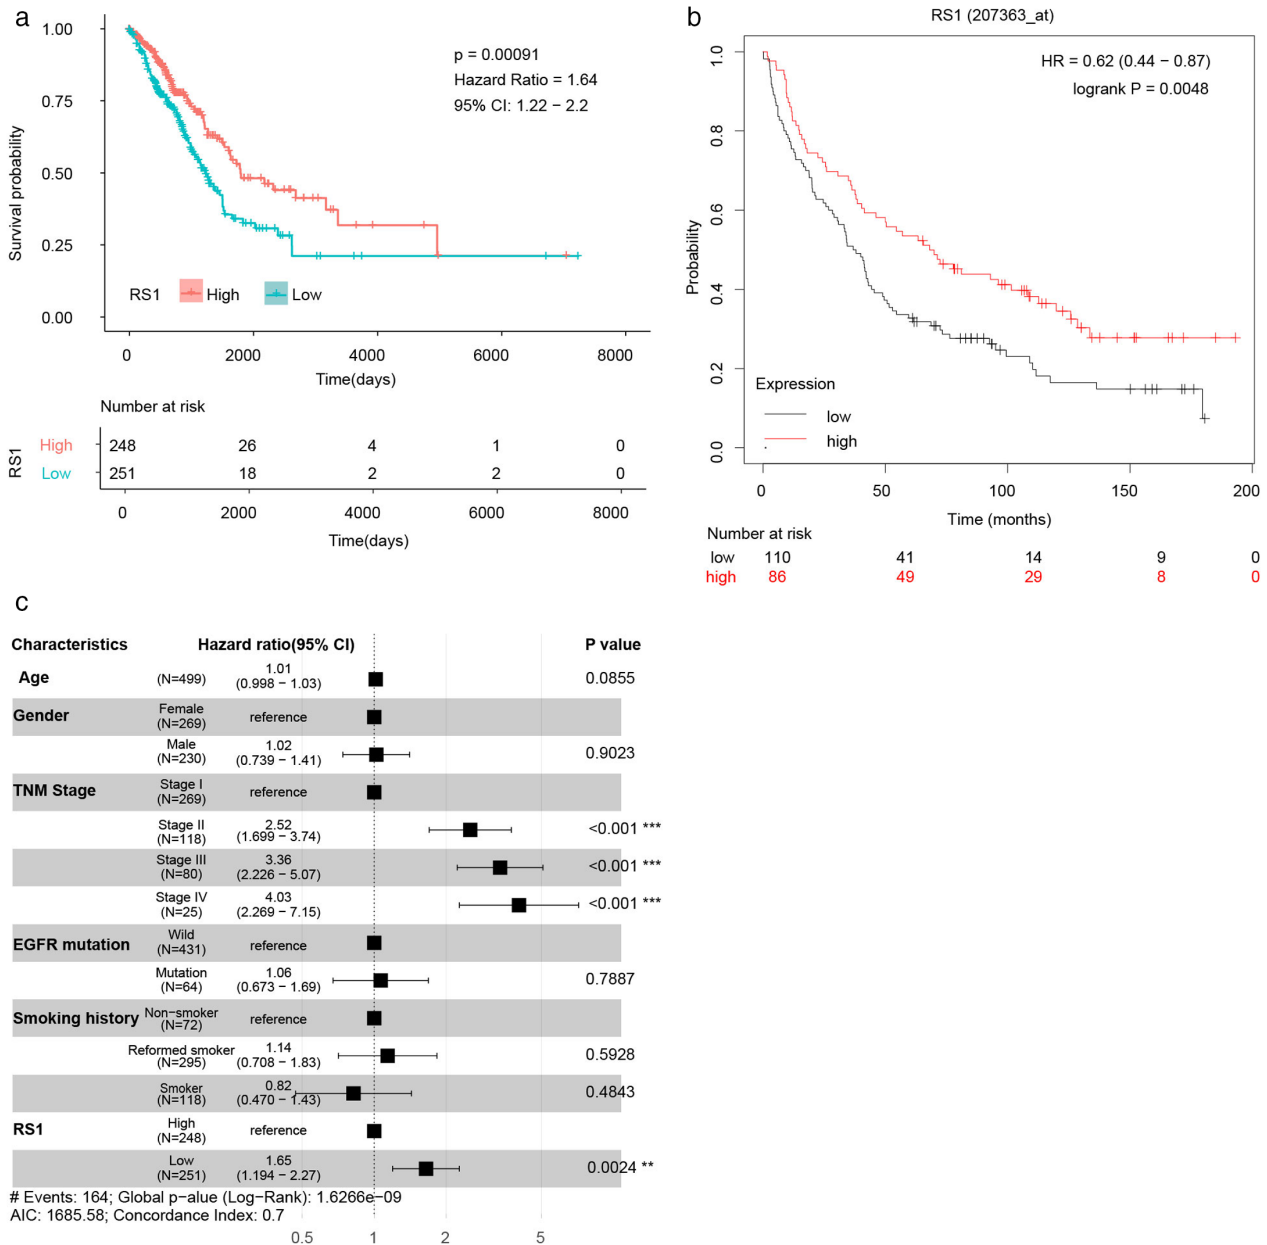 a
1.00
0.75
0.50
0.25
0.00
Survival probability
p = 0.00091
Hazard Ratio = 1.64
95% CI: 1.22 − 2.2
RS1 High Low
0 2000 4000 6000 8000
Time(days)
Number at risk
RS1
High 248 26 4 1 0
Low 251 18 2 2 0
0 2000 4000 6000 8000
Time(days)
b
RS1 (207363_at)
HR = 0.62 (0.44 − 0.87)
logrank P = 0.0048
1.0
0.8
0.6
0.4
0.2
0.0
Probability
Expression
low
high
0 50 100 150 200
Time (months)
Number at risk
low 110 41 14 9 0
high 86 49 29 8 0
c
Characteristics Hazard ratio(95% CI) P value
Age (N=499) 1.01 0.0855
(0.998 − 1.03)
Gender Female reference
(N=269)
Male 1.02 0.9023
(N=230) (0.739 − 1.41)
TNM Stage Stage I reference
(N=269)
Stage II 2.52 <0.001 ***
(N=118) (1.699 − 3.74)
Stage III 3.36 <0.001 ***
(N=80) (2.226 − 5.07)
Stage IV 4.03 <0.001 ***
(N=25) (2.269 − 7.15)
EGFR mutation Wild reference
(N=431)
Mutation 1.06 0.7887
(N=64) (0.673 − 1.69)
Smoking history Non−smoker reference
(N=72)
Reformed smoker 1.14 0.5928
(N=295) (0.708 − 1.83)
Smoker 0.82 0.4843
(N=118) (0.470 − 1.43)
RS1 High reference
(N=248)
Low 1.65 0.0024 **
(N=251) (1.194 − 2.27)
# Events: 164; Global p−alue (Log−Rank): 1.6266e−09
AIC: 1685.58; Concordance Index: 0.7
0.5 1 2 5